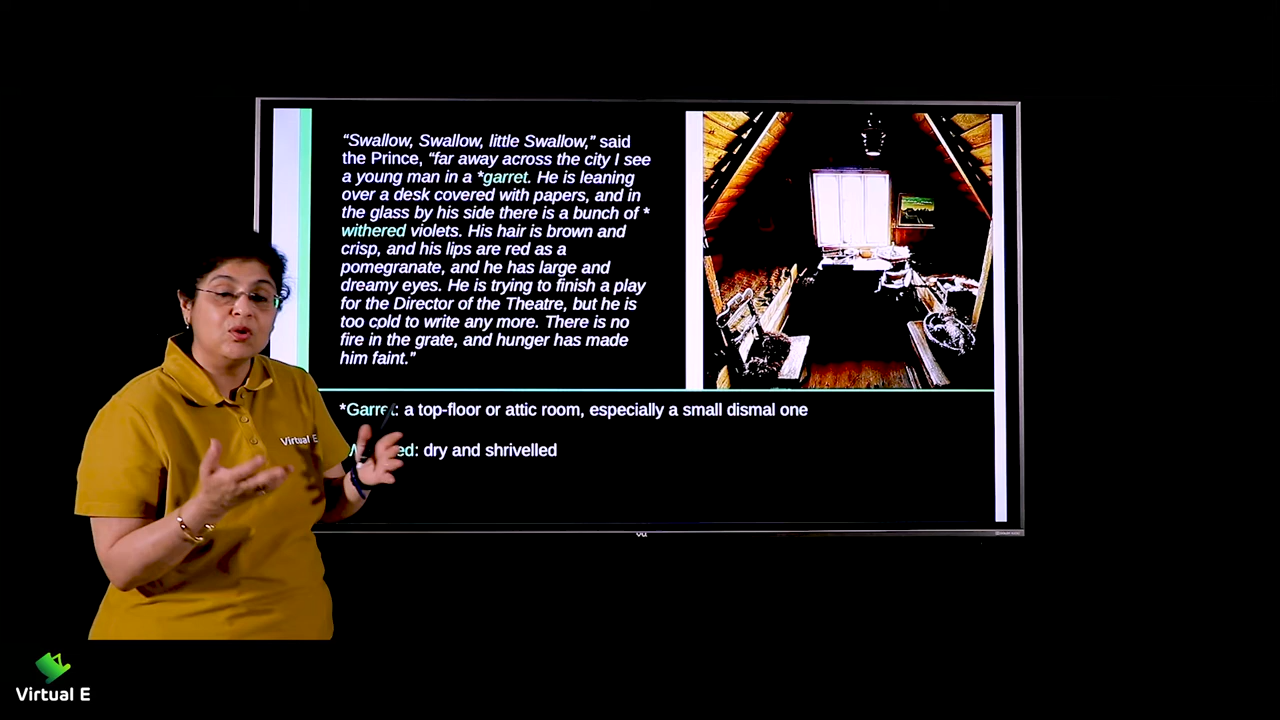 “Swallow, Swallow, little Swallow,” said
the Prince, “far away across the city I see
a young man in a *garret. He is leaning
over a desk covered with papers, and in
the glass by his side there is a bunch of *
withered violets. His hair is brown and
crisp, and his lips are red as a
pomegranate, and he has large and
dreamy eyes. He is trying to finish a play
for the Director of the Theatre, but he is
too cold to write any more. There is no
fire in the grate, and hunger has made
him faint.”
*Garret: a top-floor or attic room, especially a small dismal one
dry and shrivelled
Virtual E
Virtual E